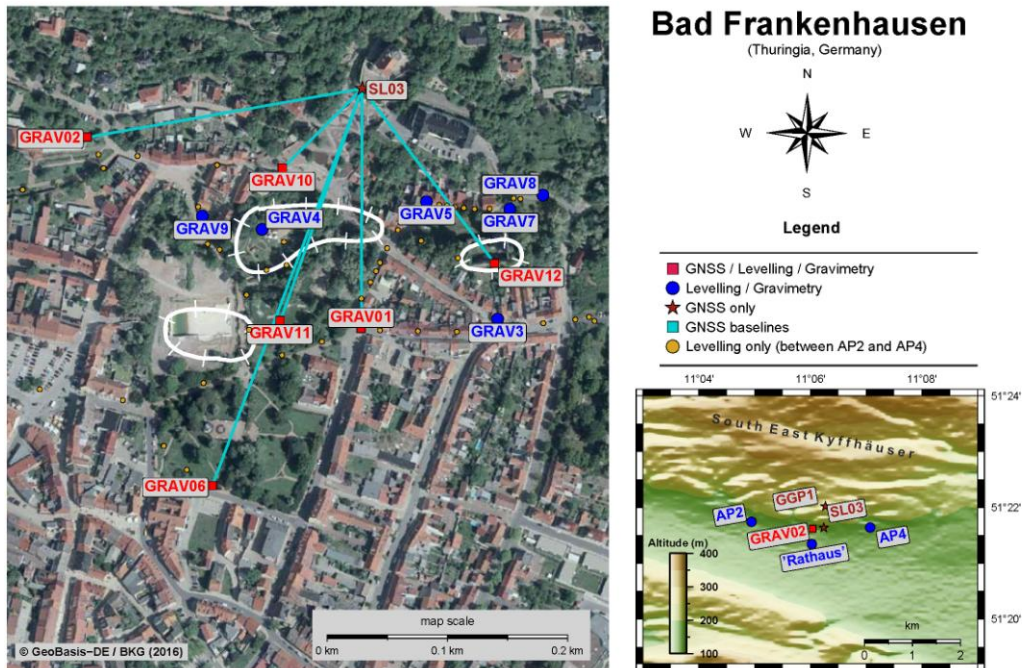 SL03
GRAV02
GRAV10
GRAV8
GRAV5
GRAV7
GRAV9
GRAV4
GRAV12
GRAV11
GRAV01
GRAV3
GRAV06
map scale
0 km
0.1 km
0.2 km
© GeoBasis-DE / BKG (2016)
Bad Frankenhausen
(Thuringia, Germany)
N
W
E
S
Legend
GNSS / Levelling / Gravimetry
Levelling / Gravimetry
GNSS only
GNSS baselines
Levelling only (between AP2 and AP4)
11°04'
11°06'
11°08'
51°24'
South East Kyffhäuser
51°22'
GGP1
SL03
AP2
GRAV02
AP4
'Rathaus'
Altitude (m)
400
300
200
100
51°20'
km
0
1
2